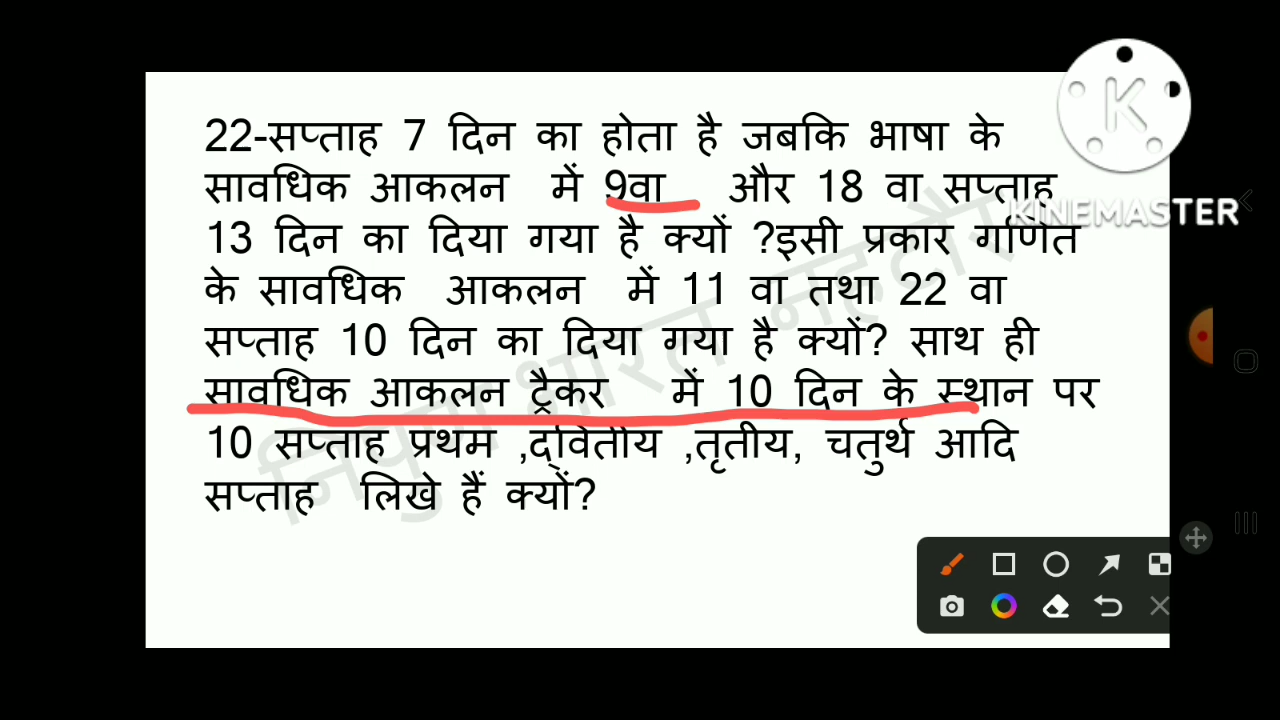 22-सप्ताह 7 दिन का होता है जबकि भाषा के
सावधिक आकलन में 9वा और 18 वा सप्ताह
13 दिन का दिया गया है क्यों ?इसी प्रकार गणित
के सावधिक आकलन में 11 वा तथा 22 वा
सप्ताह 10 दिन का दिया गया है क्यों? साथ ही
सावधिक आकलन ट्रैकर में 10 दिन के स्थान पर
10 सप्ताह प्रथम ,द्वितीय ,तृतीय, चतुर्थ आदि
सप्ताह लिखे हैं क्यों?
K
KINEMASTER
भारत